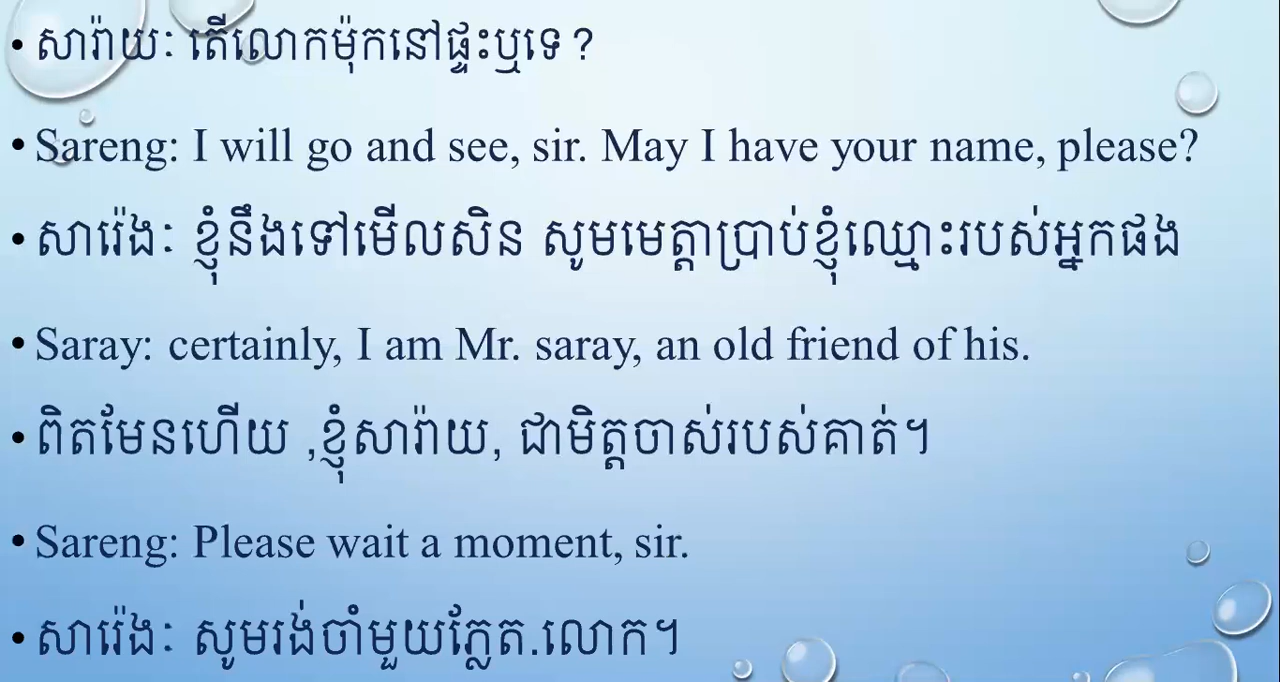 • សារ៉ាយៈ តើលោកម៉ុកនៅផ្ទះឬទេ?
• Sareng: I will go and see, sir. May I have your name, please?
• សារ៉េងៈ ខ្ញុំនឹងទៅមើលសិន សូមមេត្តាប្រាប់ខ្ញុំឈ្មោះរបស់អ្នកផង
• Saray: certainly, I am Mr. saray, an old friend of his.
• ពិតមែនហើយ ,ខ្ញុំសារ៉ាយ, ជាមិត្តចាស់របស់គាត់។
• Sareng: Please wait a moment, sir.
• សារ៉េងៈ សូមរង់ចាំមួយភ្លែត.លោក។